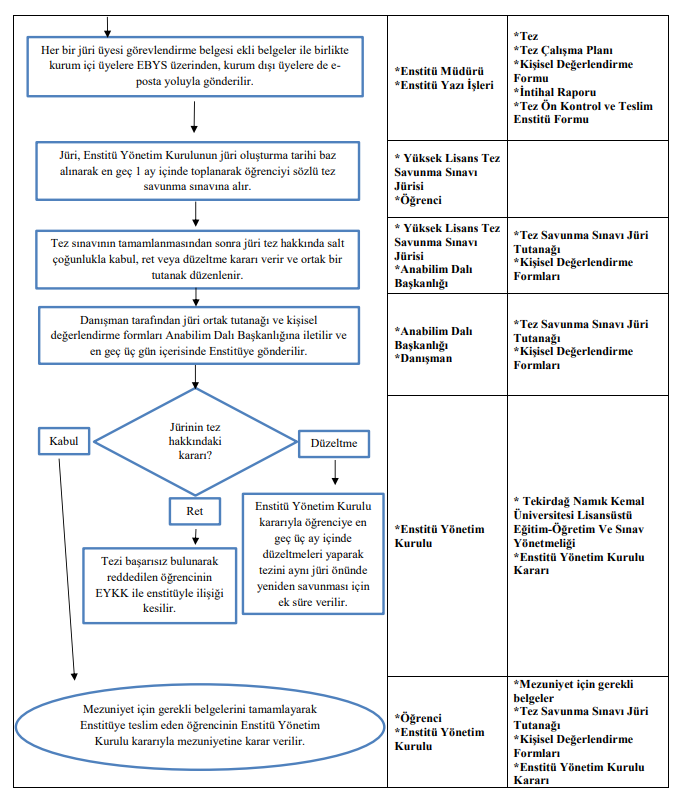 Her bir jüri üyesi görevlendirme belgesi ekli belgeler ile birlikte
kurum içi üyelere EBYS üzerinden, kurum dışı üyelere de e-
posta yoluyla gönderilir.
*Enstitü Müdürü
*Enstitü Yazı İşleri
*Tez
*Tez Çalışma Planı
*Kişisel Değerlendirme
Formu
*İntihal Raporu
*Tez Ön Kontrol ve Teslim
Enstitü Formu
Jüri, Enstitü Yönetim Kurulunun jüri oluşturma tarihi baz
alınarak en geç 1 ay içinde toplanarak öğrenciyi sözlü tez
savunma sınavına alır.
* Yüksek Lisans Tez
Savunma Sınavı
Jürisi
*Öğrenci
Tez sınavının tamamlanmasından sonra jüri tez hakkında salt
çoğunlukla kabul, ret veya düzeltme kararı verir ve ortak bir
tutanak düzenlenir.
* Yüksek Lisans Tez
Savunma Sınavı
Jürisi
*Anabilim Dalı
Başkanlığı
*Tez Savunma Sınavı Jüri
Tutanağı
*Kişisel Değerlendirme
Formları
Danışman tarafından jüri ortak tutanağı ve kişisel
değerlendirme formları Anabilim Dalı Başkanlığına iletilir ve
en geç üç gün içerisinde Enstitüye gönderilir.
*Anabilim Dalı
Başkanlığı
*Danışman
*Tez Savunma Sınavı Jüri
Tutanağı
*Kişisel Değerlendirme
Formları
Jürinin tez
hakkındaki
kararı?
Kabul
Düzeltme
Ret
Enstitü Yönetim Kurulu
kararıyla öğrenciye en
geç üç ay içinde
düzeltmeleri yaparak
tezini aynı jüri önünde
yeniden savunması için
ek süre verilir.
Tezi başarısız bulunarak
reddedilen öğrencinin
EYKK ile enstitüyle ilişiği
kesilir.
*Enstitü Yönetim
Kurulu
* Tekirdağ Namık Kemal
Üniversitesi Lisansüstü
Eğitim-Öğretim Ve Sınav
Yönetmeliği
*Enstitü Yönetim Kurulu
Kararı
Mezuniyet için gerekli belgelerini tamamlayarak
Enstitüye teslim eden öğrencinin Enstitü Yönetim
Kurulu kararıyla mezuniyetine karar verilir.
*Öğrenci
*Enstitü Yönetim
Kurulu
*Mezuniyet için gerekli
belgeler
*Tez Savunma Sınavı Jüri
Tutanağı
*Kişisel Değerlendirme
Formları
*Enstitü Yönetim Kurulu
Kararı